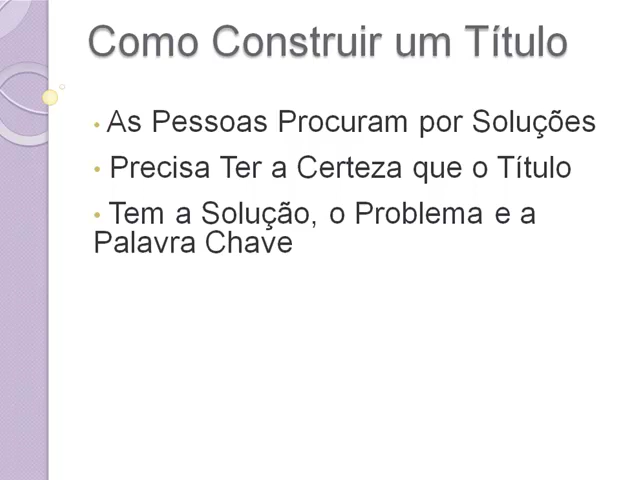 Como Construir um Título
• As Pessoas Procuram por Soluções
• Precisa Ter a Certeza que o Título
• Tem a Solução, o Problema e a
Palavra Chave